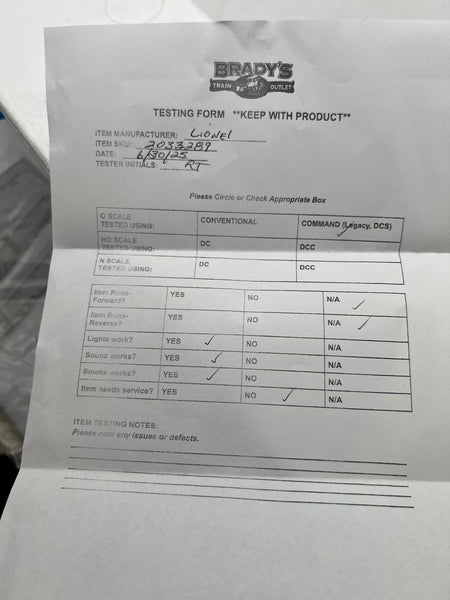 BRADY'S
TRAIN OUTLET
TESTING FORM **KEEP WITH PRODUCT**
ITEM MANUFACTURER: Lionel
ITEM SKU: 2033289
DATE: 6/30/25
TESTER INITIALS: RT
Please Circle or Check Appropriate Box
O SCALE TESTED USING: CONVENTIONAL COMMAND (Legacy, DCS) ✓
HO SCALE TESTED USING: DC DCC
N SCALE TESTED USING: DC DCC
Item Runs- Forward? YES NO N/A ✓
Item Runs- Reverse? YES NO N/A ✓
Lights work? YES ✓ NO N/A
Sound works? YES ✓ NO N/A
Smoke works? YES ✓ NO N/A
Item needs service? YES NO ✓ N/A
ITEM TESTING NOTES:
Please note any issues or defects.